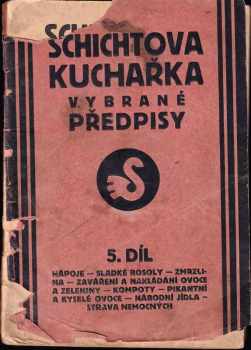 SCHICHTOVA
KUCHAŘKA
VYBRANÉ
PŘEDPISY
5. DÍL
NÁPOJE — SLADKÉ ROSOLY — ZMRZLI-
NA — ZAVÁŘENÍ A NAKLÁDÁNÍ OVOCE
A ZELENINY — KOMPOTY — PIKANTNÍ
A KYSELÉ OVOCE — NÁRODNÍ JÍDLA —
STRAVA NEMOCNÝCH